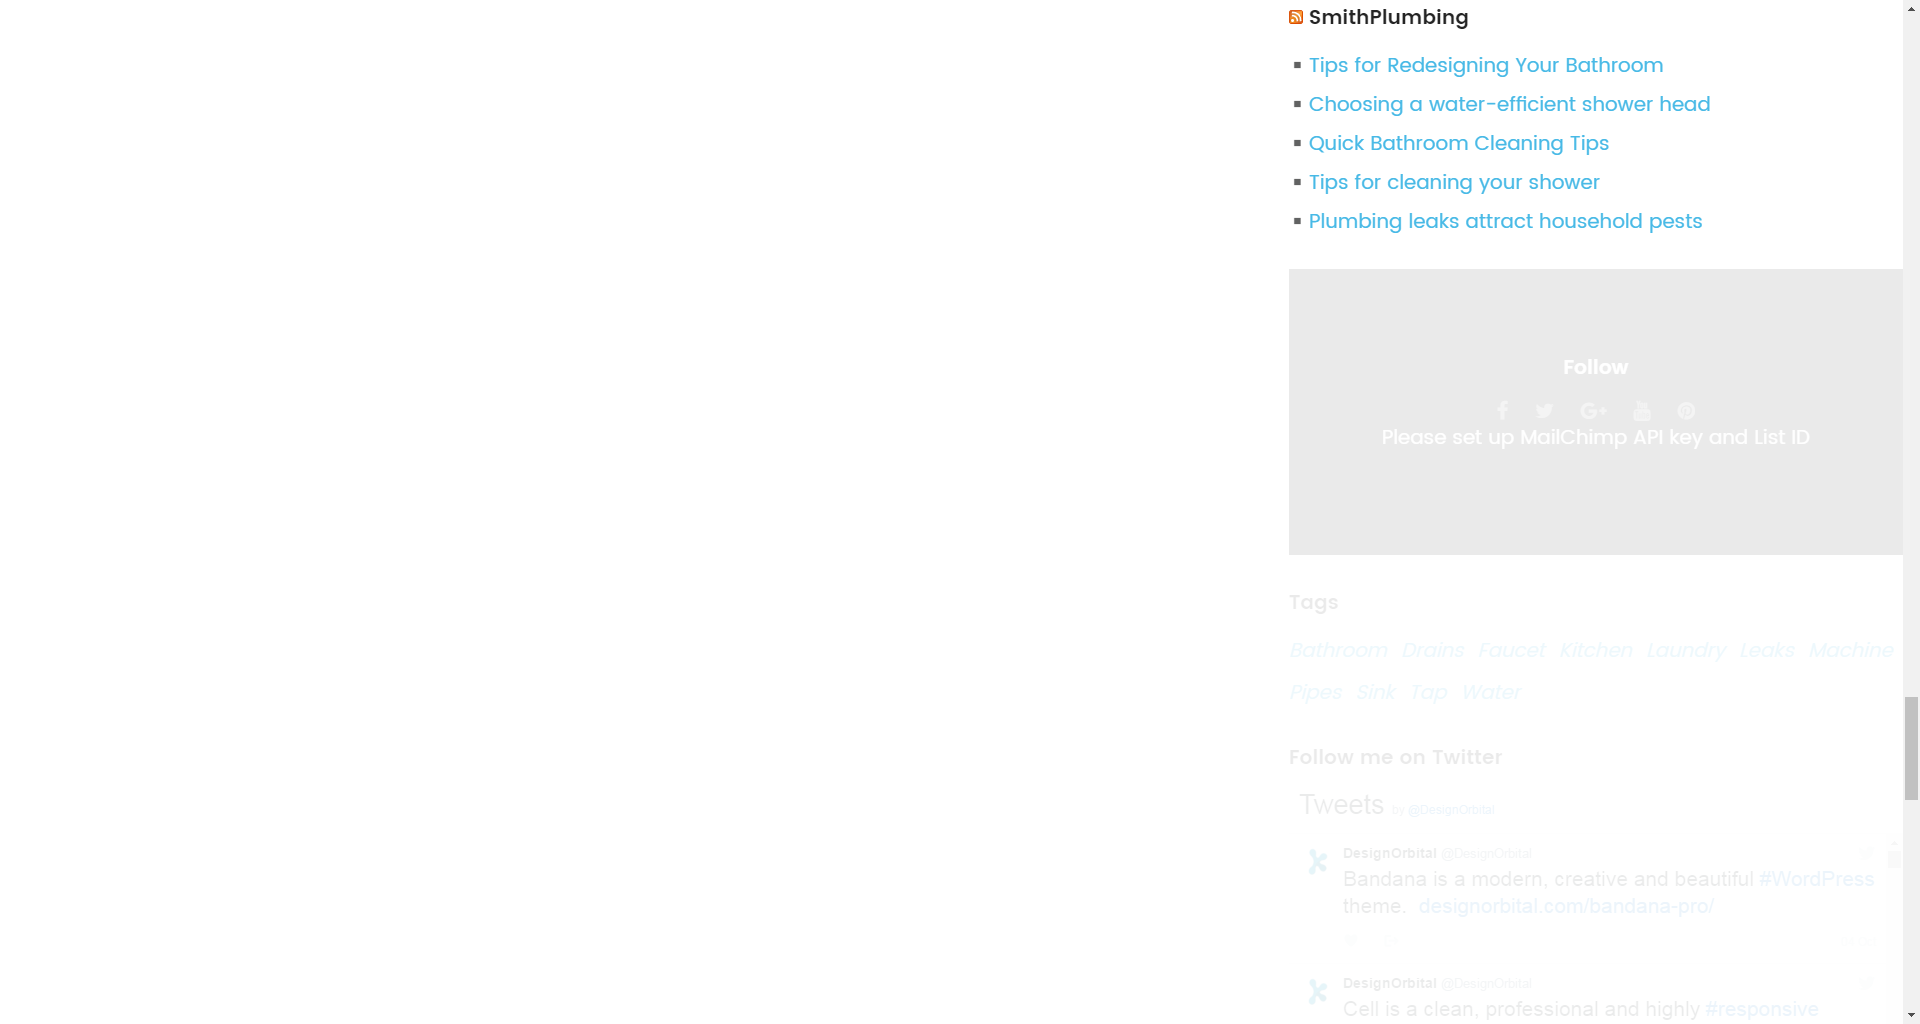 SmithPlumbing
Tips for Redesigning Your Bathroom
Choosing a water-efficient shower head
Quick Bathroom Cleaning Tips
Tips for cleaning your shower
Plumbing leaks attract household pests
Follow
Please set up MailChimp API key and List ID
Tags
Bathroom Drains Faucet Kitchen Laundry Leaks Machine
Pipes Sink Tap Water
Follow me on Twitter
Tweets by @DesignOrbital
DesignOrbital @DesignOrbital
Bandana is a modern, creative and beautiful #WordPress
theme. designorbital.com/bandana-pro/
DesignOrbital @DesignOrbital
Cell is a clean, professional and highly #responsive